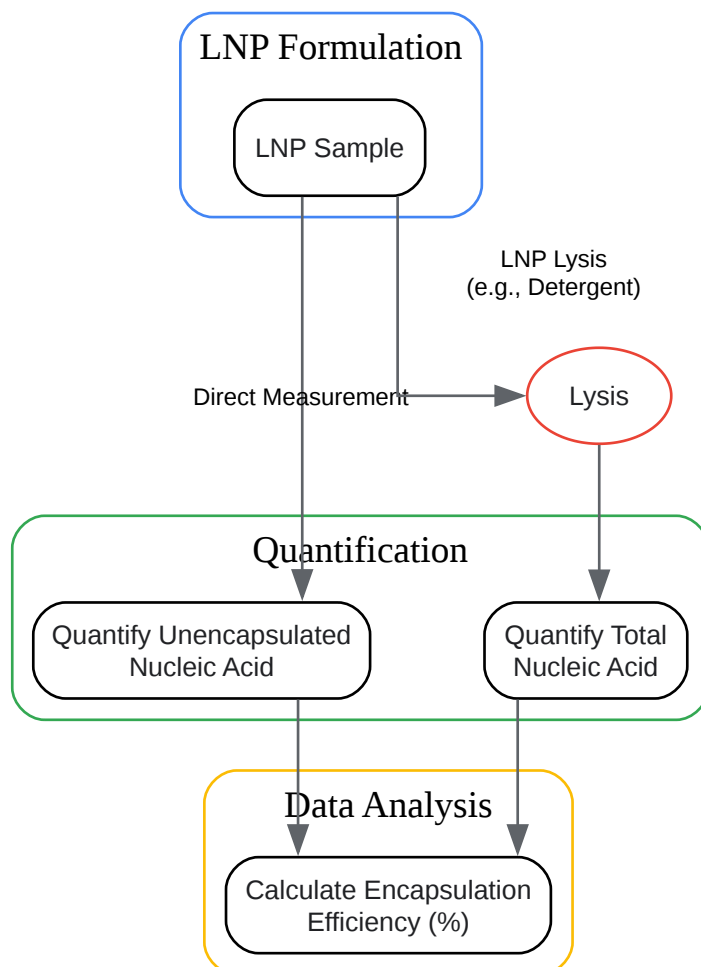 LNP Formulation
LNP Sample
LNP Lysis
(e.g., Detergent)
Direct Measurement
Lysis
Quantification
Quantify Unencapsulated
Nucleic Acid
Quantify Total
Nucleic Acid
Data Analysis
Calculate Encapsulation
Efficiency (%)